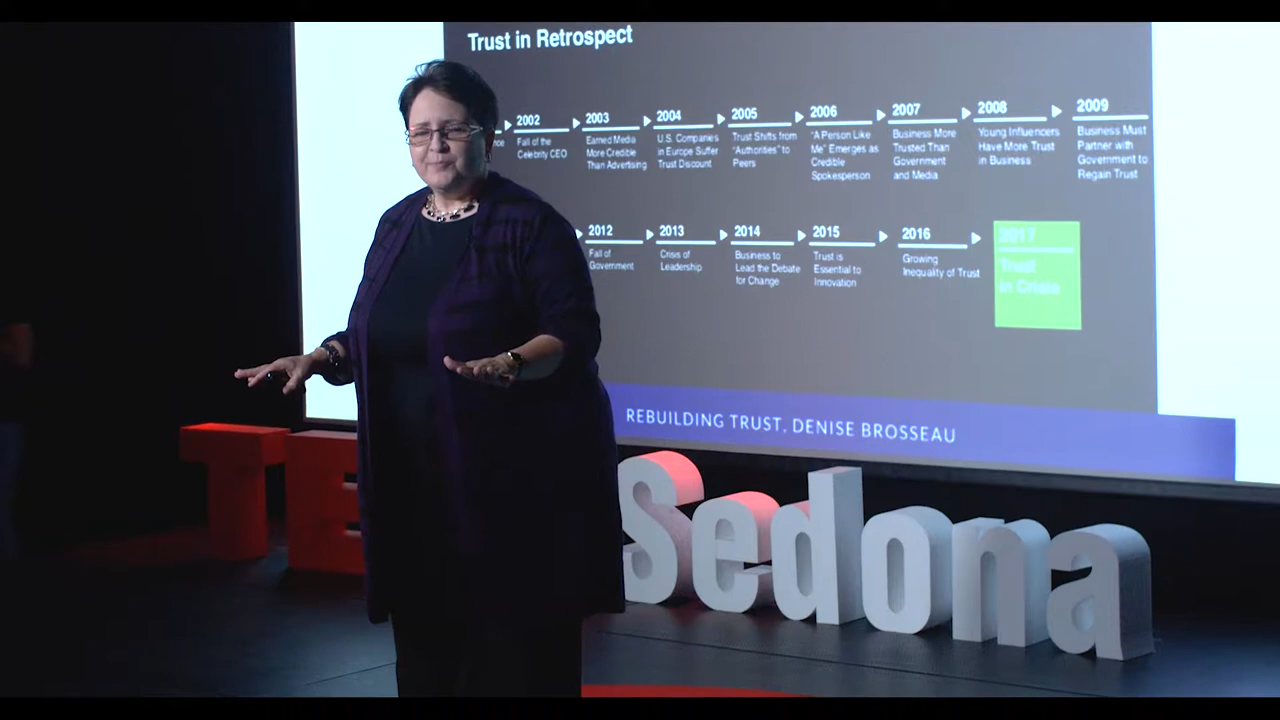 Trust in Retrospect
2002
Fall of the
Celebrity CEO
2003
Earned Media
More Credible
Than Advertising
2004
U.S. Companies
in Europe Suffer
Trust Discount
2005
Trust Shifts from
“Authorities” to
Peers
2006
“A Person Like
Me” Emerges as
Credible
Spokesperson
2007
Business More
Trusted Than
Government
and Media
2008
Young Influencers
Have More Trust
in Business
2009
Business Must
Partner with
Government to
Regain Trust
2012
Fall of
Government
2013
Crisis of
Leadership
2014
Business to
Lead the Debate
for Change
2015
Trust is
Essential to
Innovation
2016
Growing
Inequality of Trust
2017
Trust
in Crisis
REBUILDING TRUST, DENISE BROSSEAU
TE
Sedona